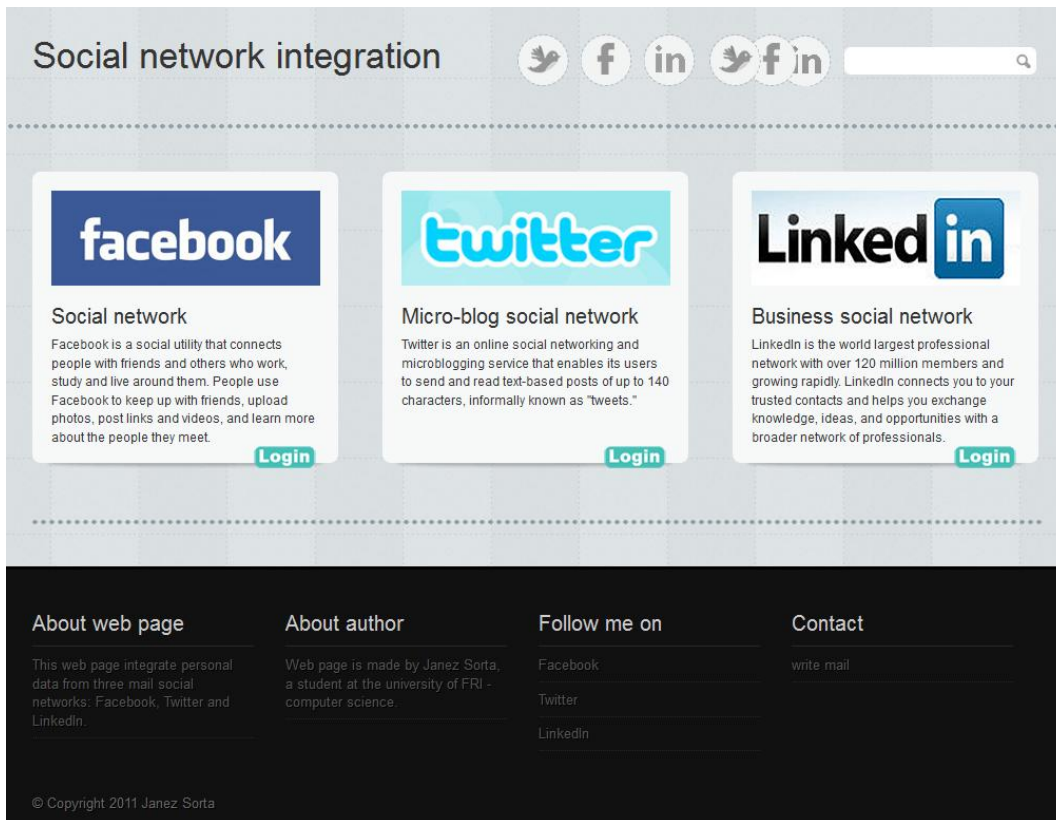 Social network integration
f in f in
facebook
Social network
Facebook is a social utility that connects
people with friends and others who work,
study and live around them. People use
Facebook to keep up with friends, upload
photos, post links and videos, and learn more
about the people they meet.
Login
twitter
Micro-blog social network
Twitter is an online social networking and
microblogging service that enables its users
to send and read text-based posts of up to 140
characters, informally known as "tweets."
Login
Linked in
Business social network
LinkedIn is the world largest professional
network with over 120 million members and
growing rapidly. LinkedIn connects you to your
trusted contacts and helps you exchange
knowledge, ideas, and opportunities with a
broader network of professionals.
Login
About web page
This web page integrate personal
data from three mail social
networks: Facebook, Twitter and
LinkedIn.
About author
Web page is made by Janez Sorta,
a student at the university of FRI -
computer science.
Follow me on
Facebook
Twitter
LinkedIn
Contact
write mail
© Copyright 2011 Janez Sorta